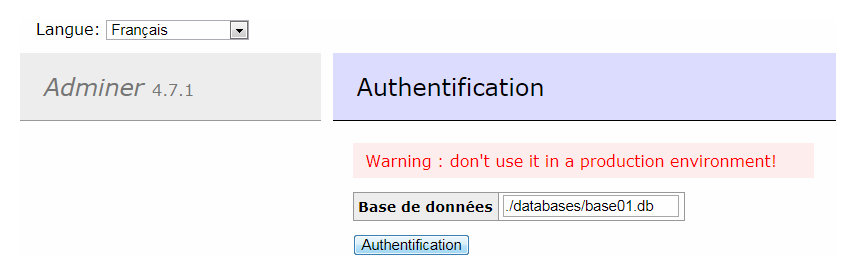 Langue: Français
Adminer 4.7.1
Authentification
Warning : don't use it in a production environment!
Base de données ./databases/base01.db
Authentification